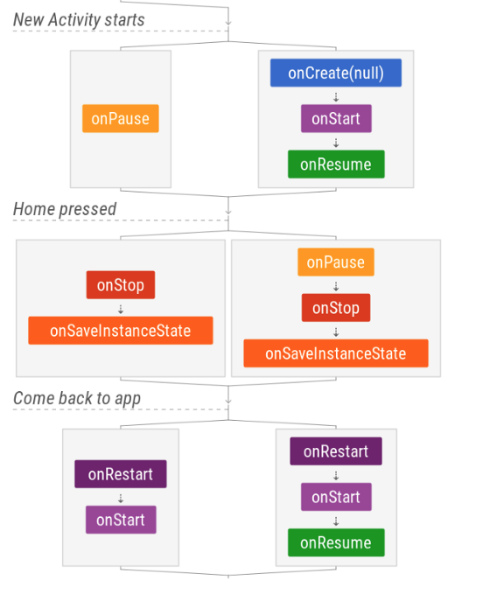 New Activity starts
onPause
onCreate(null)
onStart
onResume
Home pressed
onStop
onSaveInstanceState
onPause
onStop
onSaveInstanceState
Come back to app
onRestart
onStart
onRestart
onStart
onResume